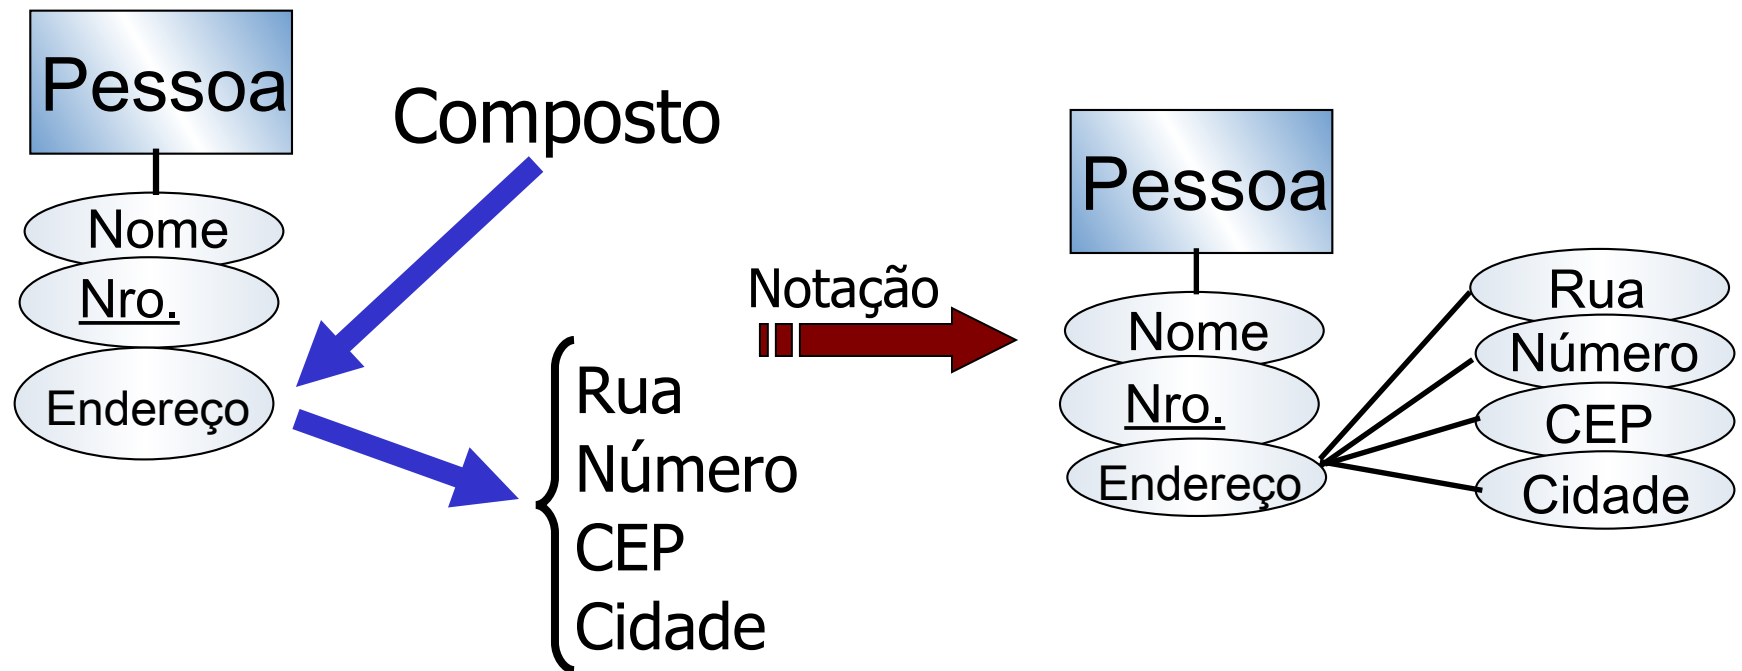 Pessoa
Nome
Nro.
Endereço
Composto
Rua
Número
CEP
Cidade
Notação
Pessoa
Nome
Nro.
Endereço
Rua
Número
CEP
Cidade